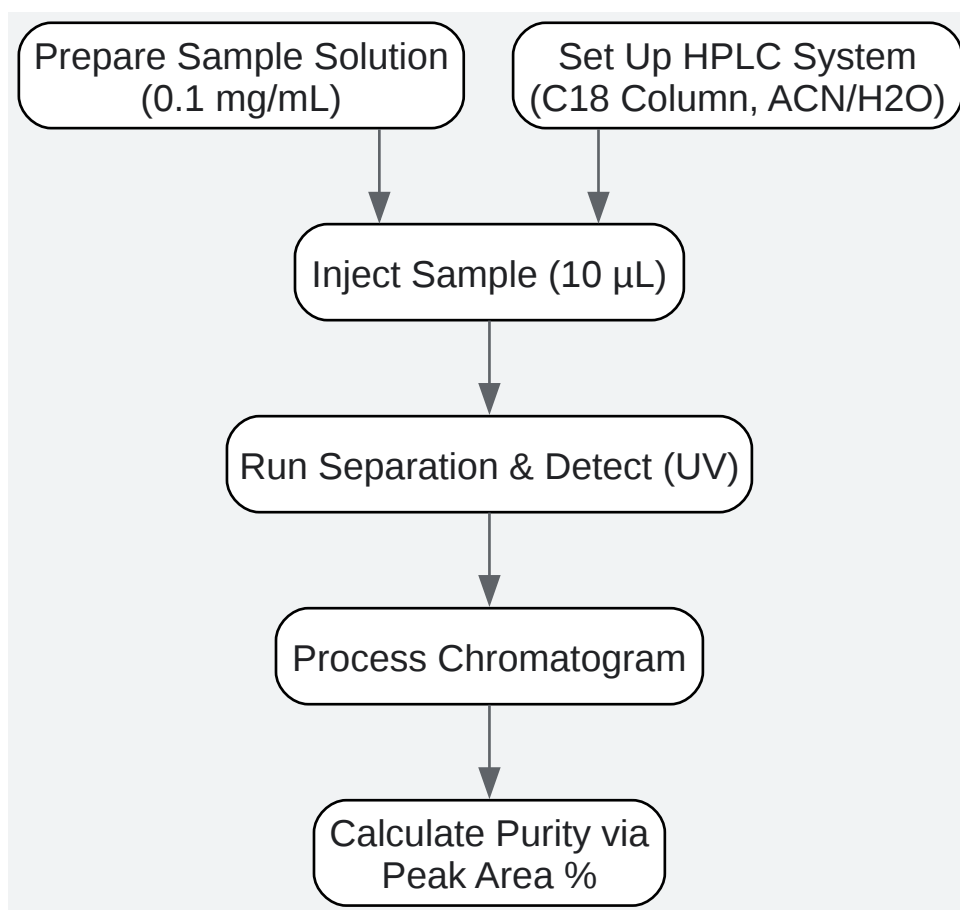 Prepare Sample Solution
(0.1 mg/mL)
Set Up HPLC System
(C18 Column, ACN/H2O)
Inject Sample (10 µL)
Run Separation & Detect (UV)
Process Chromatogram
Calculate Purity via
Peak Area %